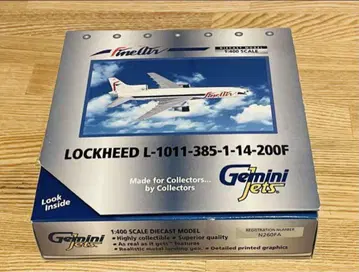 Fine Air
DIECAST MODEL
1:400 SCALE
LOCKHEED L-1011-385-1-14-200F
Made for Collectors...
by Collectors
Gemini
Jets
Look
Inside
1:400 SCALE DIECAST MODEL
• Highly collectible • Superior quality
• As real as it gets™ features
• Realistic model landing gear • Detailed printed graphics
Gemini
Jets
REGISTRATION NUMBER:
N260FA